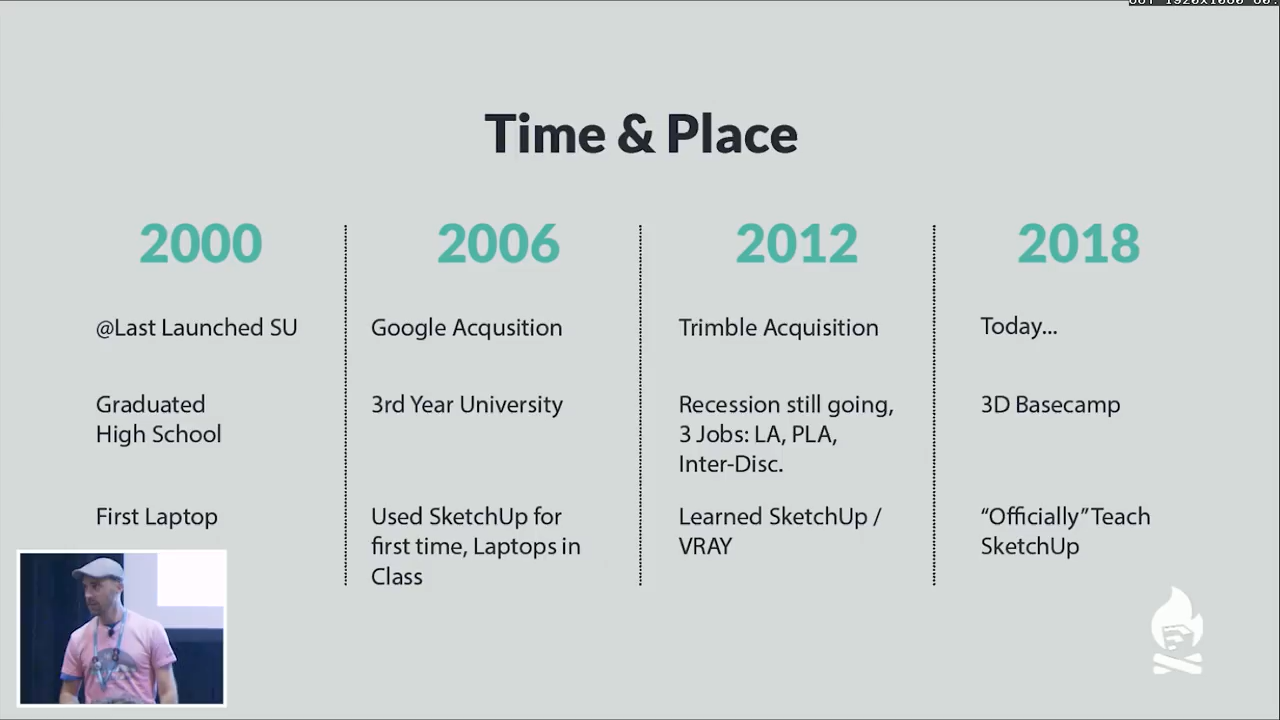 Time & Place
2000
@Last Launched SU
Graduated
High School
First Laptop
2006
Google Acqusition
3rd Year University
Used SketchUp for
first time, Laptops in
Class
2012
Trimble Acquisition
Recession still going,
3 Jobs: LA, PLA,
Inter-Disc.
Learned SketchUp /
VRAY
2018
Today...
3D Basecamp
“Officially” Teach
SketchUp